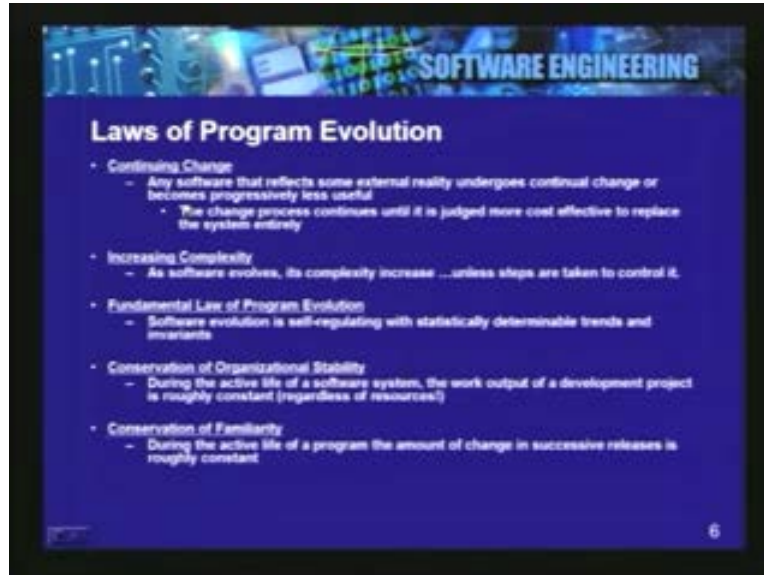 SOFTWARE ENGINEERING
Laws of Program Evolution
• Continuing Change
– Any software that reflects some external reality undergoes continual change or
becomes progressively less useful
• The change process continues until it is judged more cost effective to replace
the system entirely
• Increasing Complexity
– As software evolves, its complexity increase ...unless steps are taken to control it.
• Fundamental Law of Program Evolution
– Software evolution is self-regulating with statistically determinable trends and
invariants
• Conservation of Organizational Stability
– During the active life of a software system, the work output of a development project
is roughly constant (regardless of resources!)
• Conservation of Familiarity
– During the active life of a program the amount of change in successive releases is
roughly constant
6